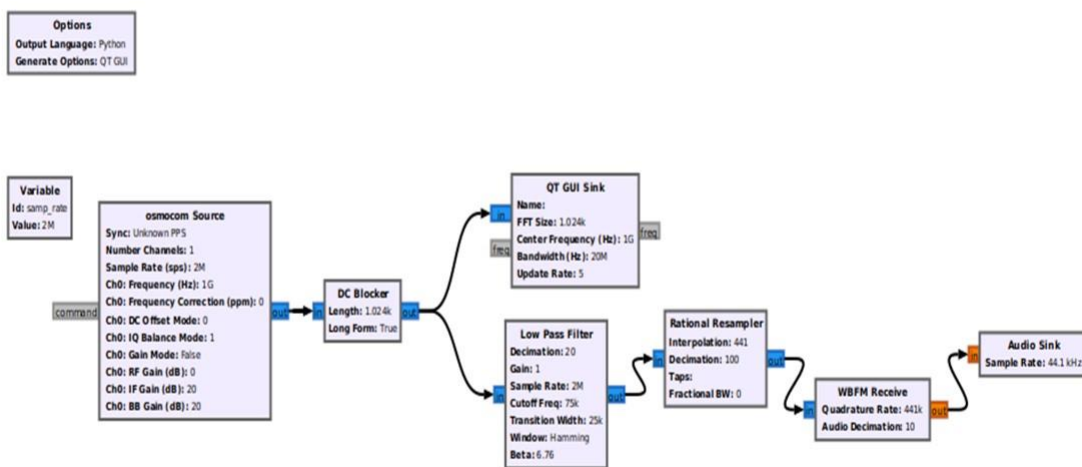 Options
Output Language: Python
Generate Options: QT GUI
Variable
Id: samp_rate
Value: 2M
osmocom Source
Sync: Unknown PPS
Number Channels: 1
Sample Rate (sps): 2M
Ch0: Frequency (Hz): 1G
Ch0: Frequency Correction (ppm): 0
Ch0: DC Offset Mode: 0
Ch0: IQ Balance Mode: 1
Ch0: Gain Mode: False
Ch0: RF Gain (dB): 0
Ch0: IF Gain (dB): 20
Ch0: BB Gain (dB): 20
command
out
in
DC Blocker
Length: 1.024k
Long Form: True
out
QT GUI Sink
Name:
FFT Size: 1.024k
Center Frequency (Hz): 1G
Bandwidth (Hz): 20M
Update Rate: 5
in
freq
freq
Low Pass Filter
Decimation: 20
Gain: 1
Sample Rate: 2M
Cutoff Freq: 75k
Transition Width: 25k
Window: Hamming
Beta: 6.76
in
out
Rational Resampler
Interpolation: 441
Decimation: 100
Taps:
Fractional BW: 0
in
out
WBFM Receive
Quadrature Rate: 441k
Audio Decimation: 10
in
out
Audio Sink
Sample Rate: 44.1 kHz
in